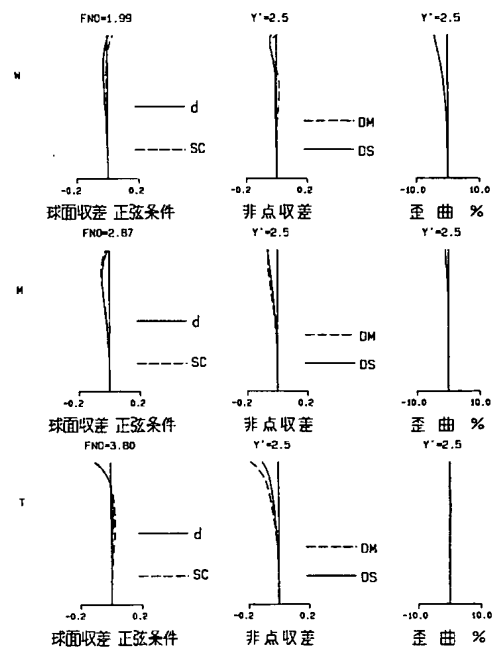 FNO=1.99 Y'=2.5 Y'=2.5
W
d
DM
SC
DS
-0.2 0.2 -0.2 0.2 -10.0 10.0
球面収差 正弦条件 非点収差 歪曲 %
FNO=2.87 Y'=2.5 Y'=2.5
M
d
DM
SC
DS
-0.2 0.2 -0.2 0.2 -10.0 10.0
球面収差 正弦条件 非点収差 歪曲 %
FNO=3.80 Y'=2.5 Y'=2.5
T
d
DM
SC
DS
-0.2 0.2 -0.2 0.2 -10.0 10.0
球面収差 正弦条件 非点収差 歪曲 %